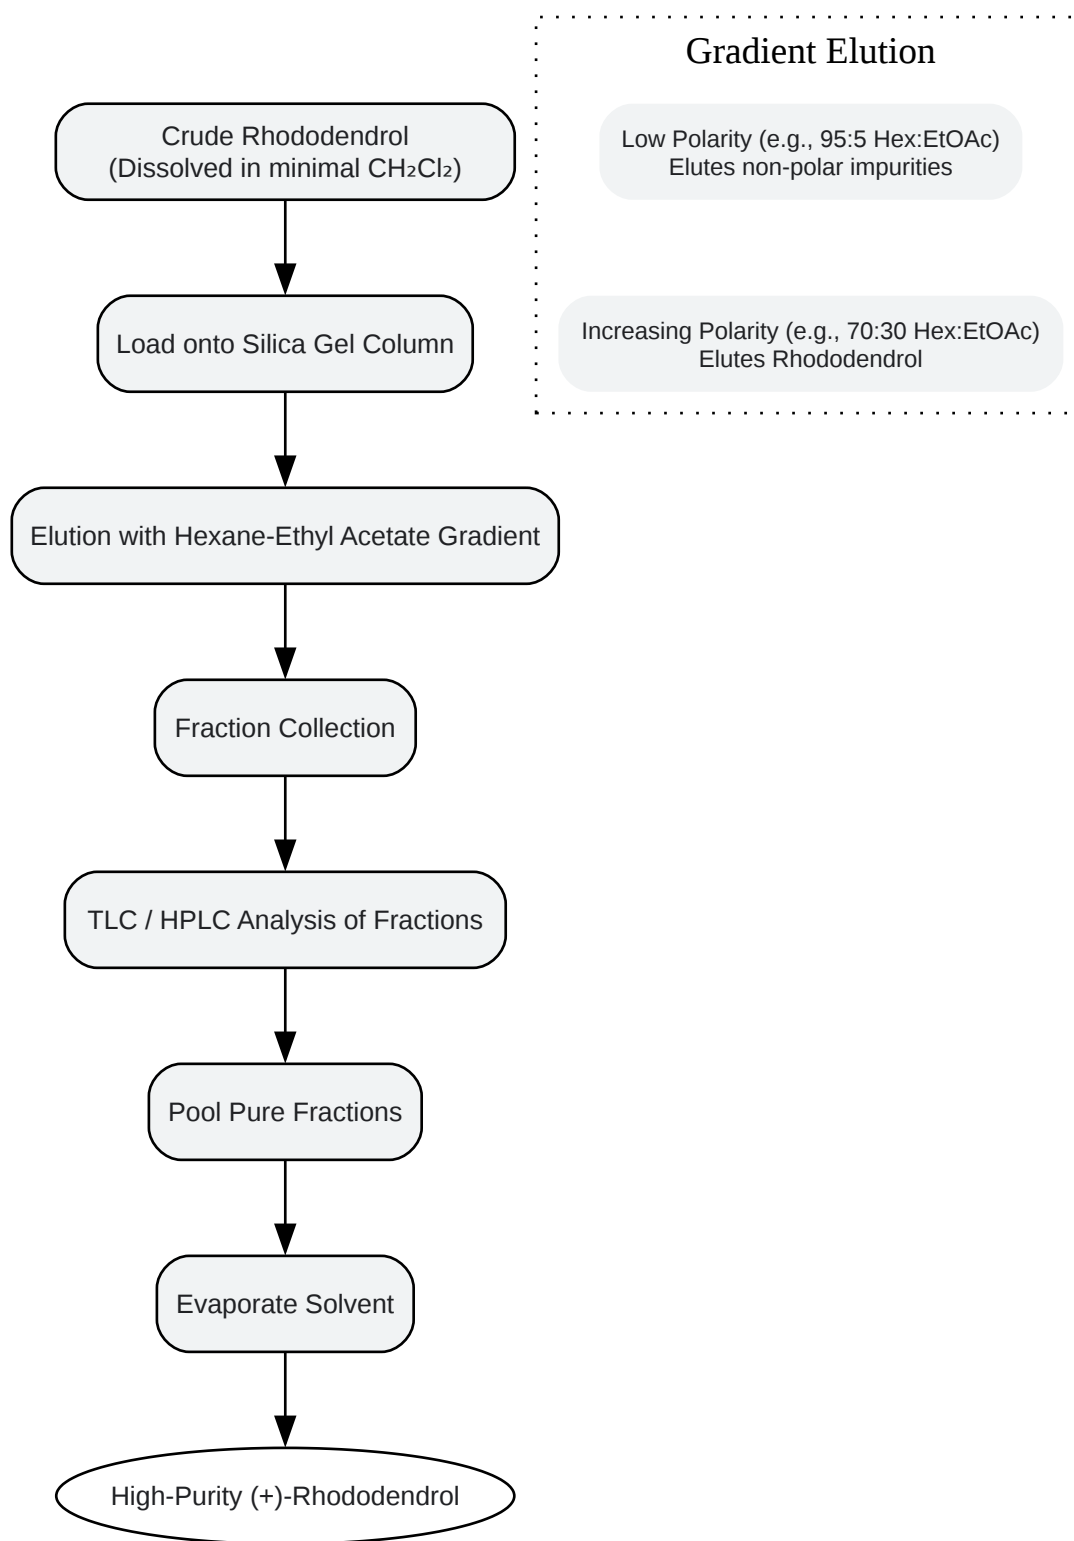 Gradient Elution
Crude Rhododendrol
(Dissolved in minimal CH₂Cl₂)
Low Polarity (e.g., 95:5 Hex:EtOAc)
Elutes non-polar impurities
Load onto Silica Gel Column
Increasing Polarity (e.g., 70:30 Hex:EtOAc)
Elutes Rhododendrol
Elution with Hexane-Ethyl Acetate Gradient
Fraction Collection
TLC / HPLC Analysis of Fractions
Pool Pure Fractions
Evaporate Solvent
High-Purity (+)-Rhododendrol